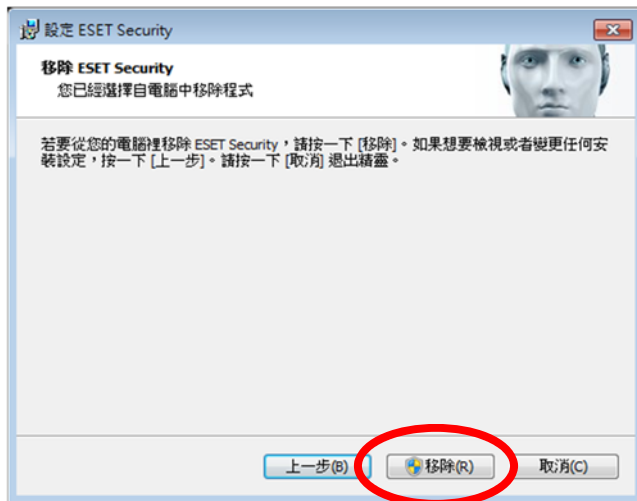 設定 ESET Security
移除 ESET Security
您已經選擇自電腦中移除程式
若要從您的電腦裡移除 ESET Security，請按一下 [移除]。如果想要檢視或者變更任何安
裝設定，按一下 [上一步]。請按一下 [取消] 退出精靈。
上一步(B) 移除(R) 取消(C)